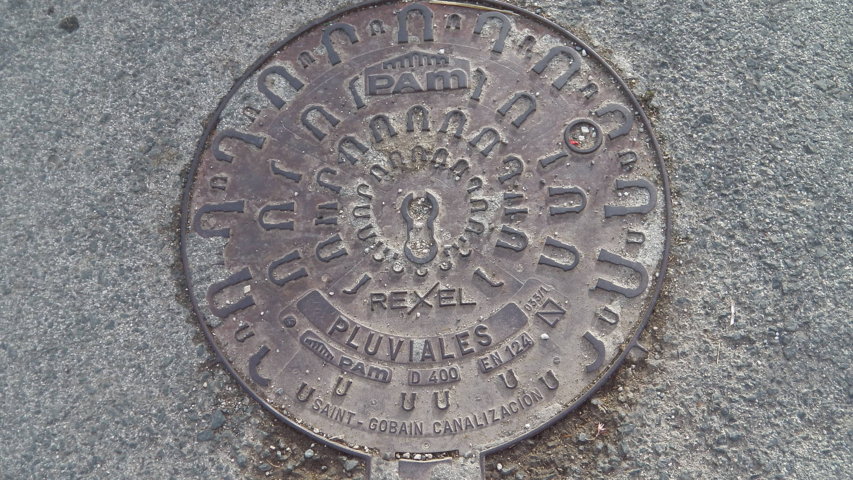 PAM
REXEL
PLUVIALES
PAM D 400 EN 124
SAINT - GOBAIN CANALIZACIÓN